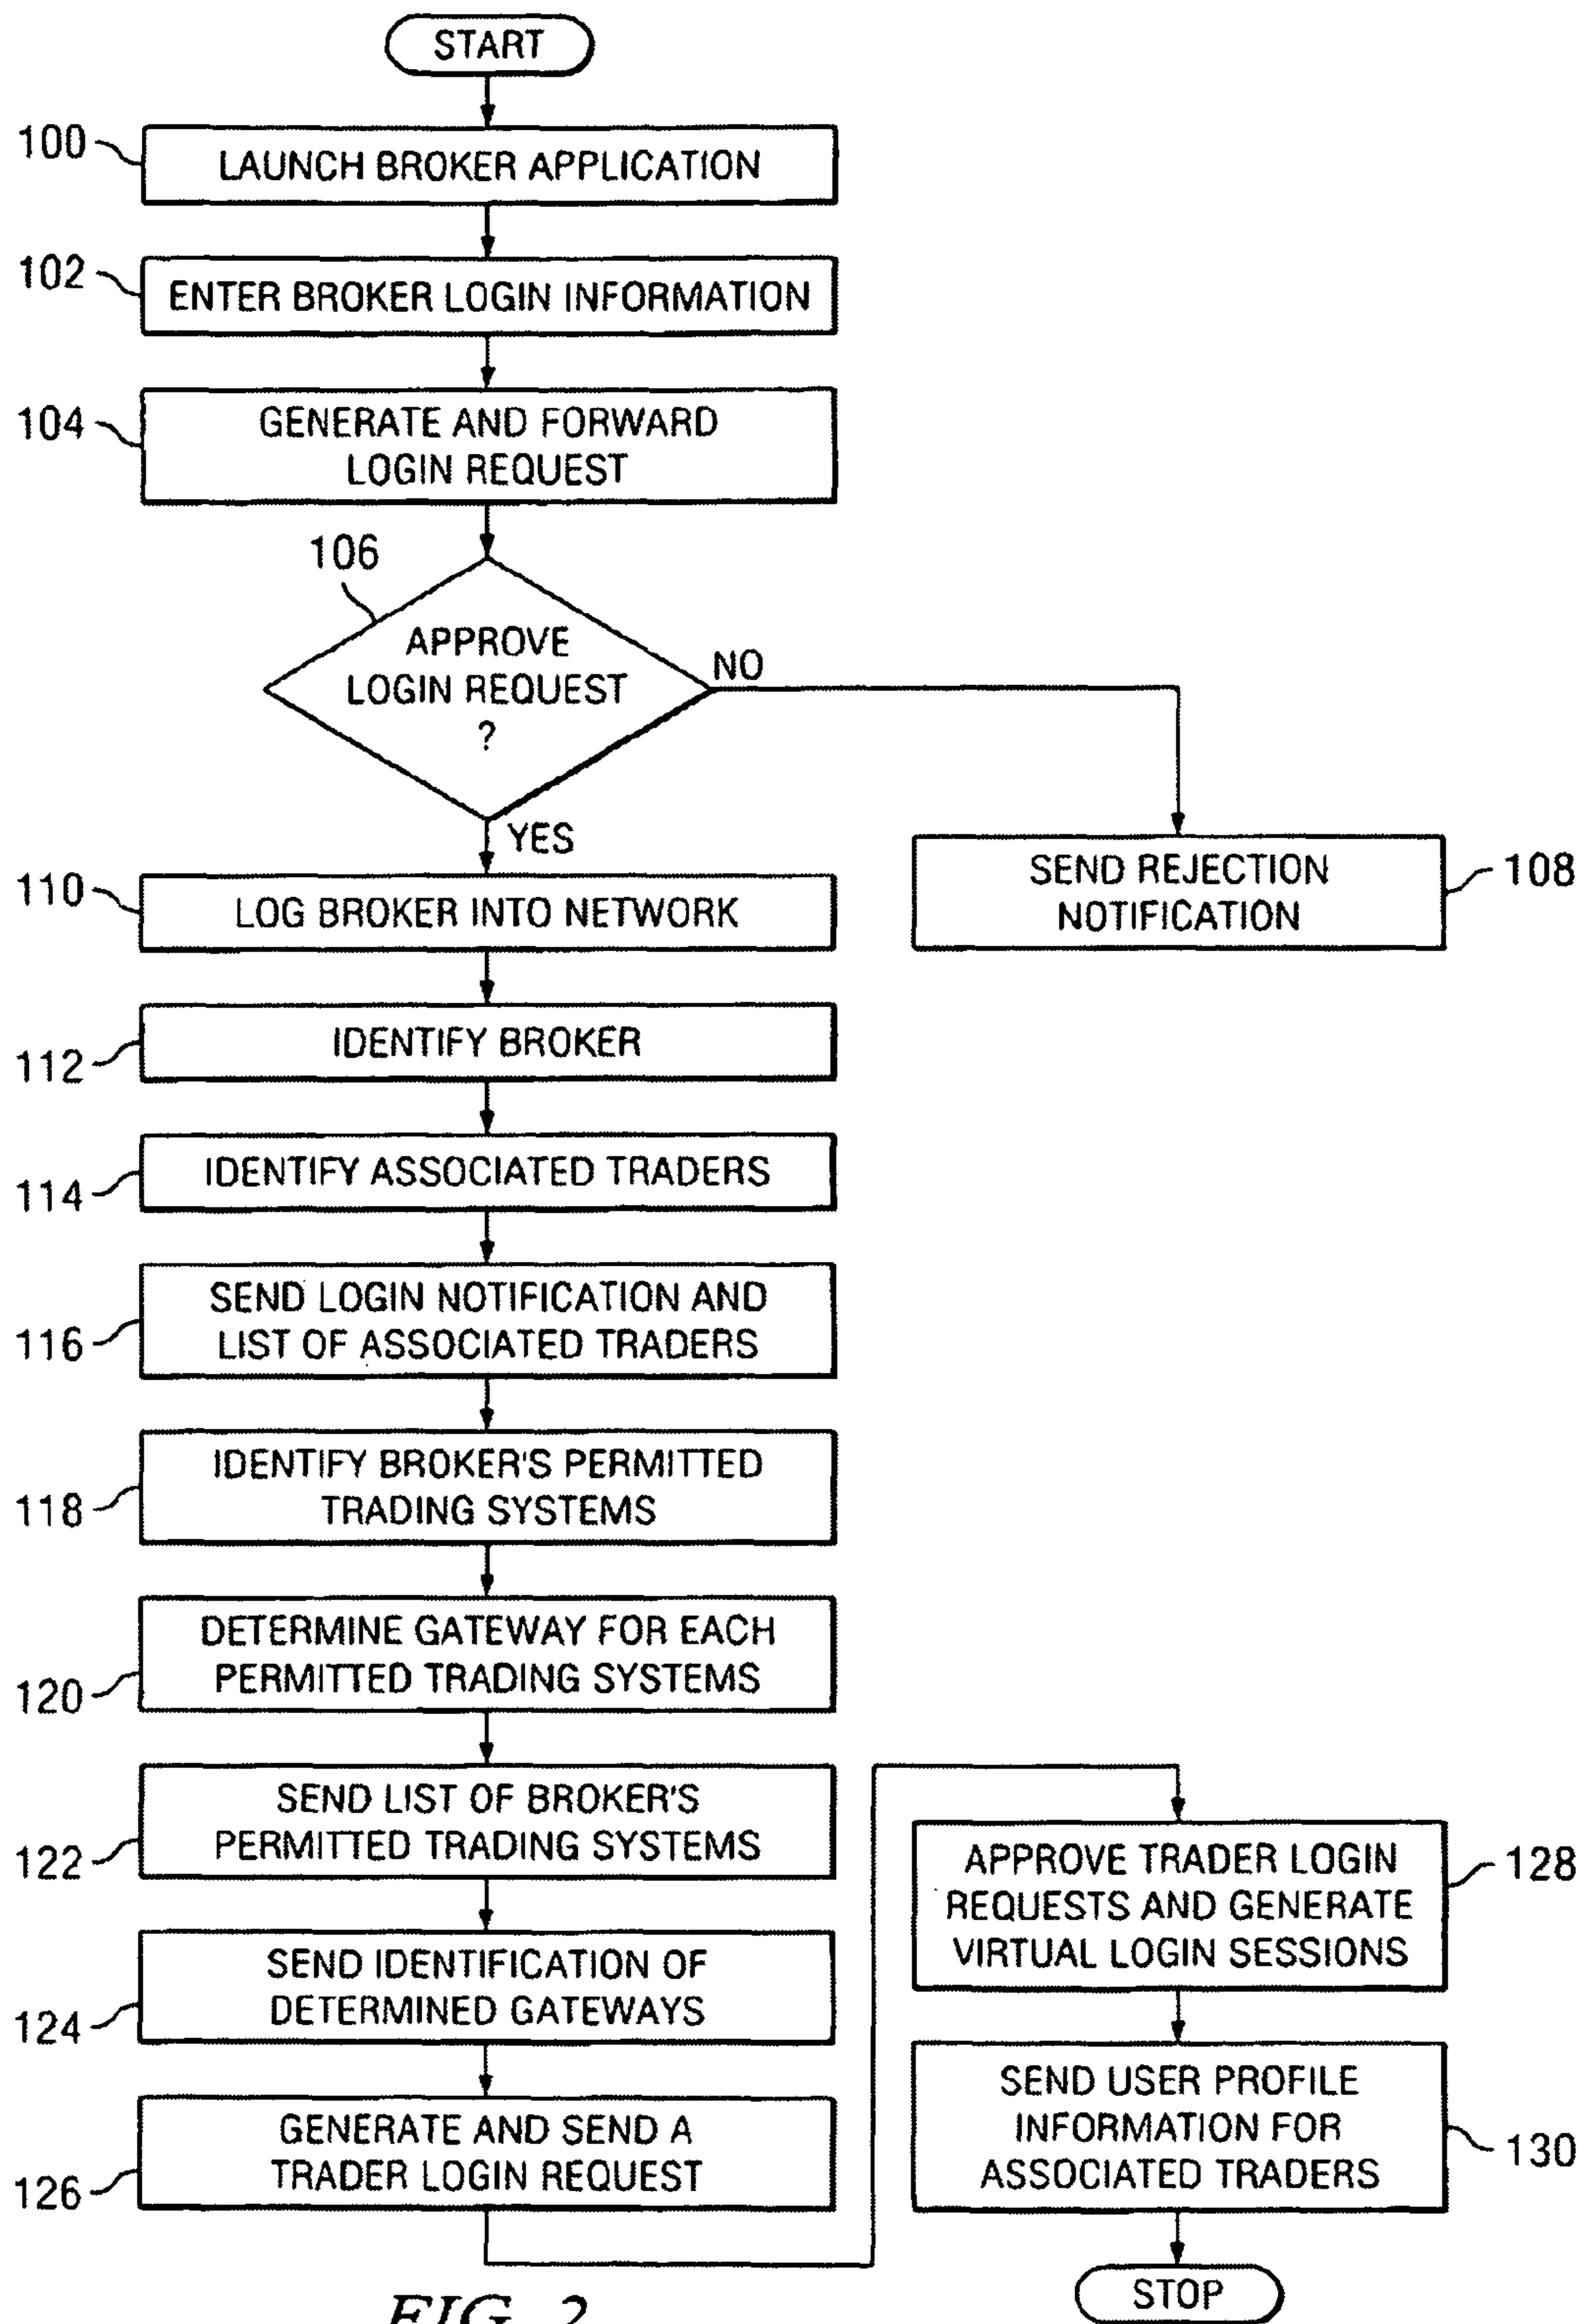 START
100
LAUNCH BROKER APPLICATION
102
ENTER BROKER LOGIN INFORMATION
104
GENERATE AND FORWARD
LOGIN REQUEST
106
APPROVE
LOGIN REQUEST
?
NO
YES
SEND REJECTION
NOTIFICATION
108
110
LOG BROKER INTO NETWORK
112
IDENTIFY BROKER
114
IDENTIFY ASSOCIATED TRADERS
116
SEND LOGIN NOTIFICATION AND
LIST OF ASSOCIATED TRADERS
118
IDENTIFY BROKER'S PERMITTED
TRADING SYSTEMS
120
DETERMINE GATEWAY FOR EACH
PERMITTED TRADING SYSTEMS
122
SEND LIST OF BROKER'S
PERMITTED TRADING SYSTEMS
124
SEND IDENTIFICATION OF
DETERMINED GATEWAYS
126
GENERATE AND SEND A
TRADER LOGIN REQUEST
APPROVE TRADER LOGIN
REQUESTS AND GENERATE
VIRTUAL LOGIN SESSIONS
128
SEND USER PROFILE
INFORMATION FOR
ASSOCIATED TRADERS
130
STOP
FIG. 2